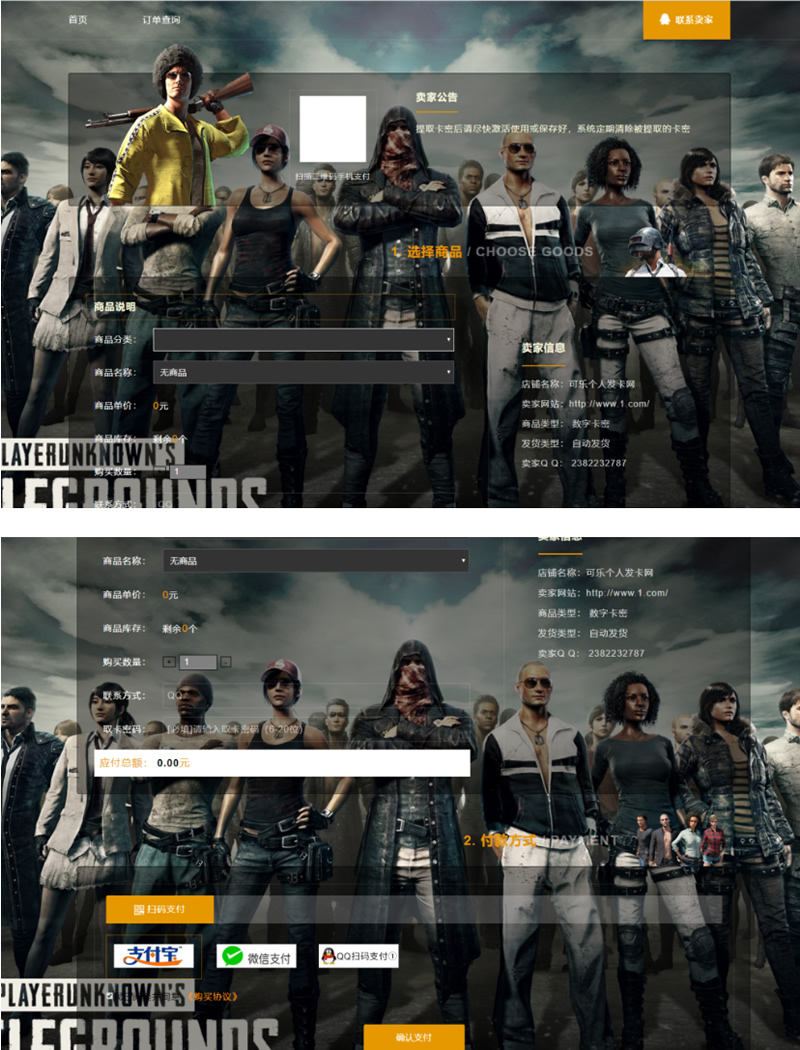 首页
订单查询
联系卖家
卖家公告
提取卡密后请尽快激活使用或保存好，系统定期清除被提取的卡密
扫描二维码手机支付
1. 选择商品 / CHOOSE GOODS
商品说明
商品分类：
商品名称： 无商品
商品单价： 0元
商品库存： 剩余0个
购买数量： 1
联系方式： QQ
卖家信息
店铺名称：可乐个人发卡网
卖家网站：http://www.1.com/
商品类型： 数字卡密
发货类型： 自动发货
卖家Q Q： 2382232787
LAYERUNKNOWN'S
LEGROUNDS
商品名称： 无商品
商品单价： 0元
商品库存： 剩余0个
购买数量： + 1 -
联系方式： QQ
取卡密码： [必填]请输入取卡密码（6-20位）
应付总额： 0.00元
卖家信息
店铺名称：可乐个人发卡网
卖家网站：http://www.1.com/
商品类型： 数字卡密
发货类型： 自动发货
卖家Q Q： 2382232787
2. 付款方式 / PAYMENT
扫码支付
支付宝
微信支付
QQ扫码支付①
《购买协议》
PLAYERUNKNOWN'S
LEGROUNDS
确认支付